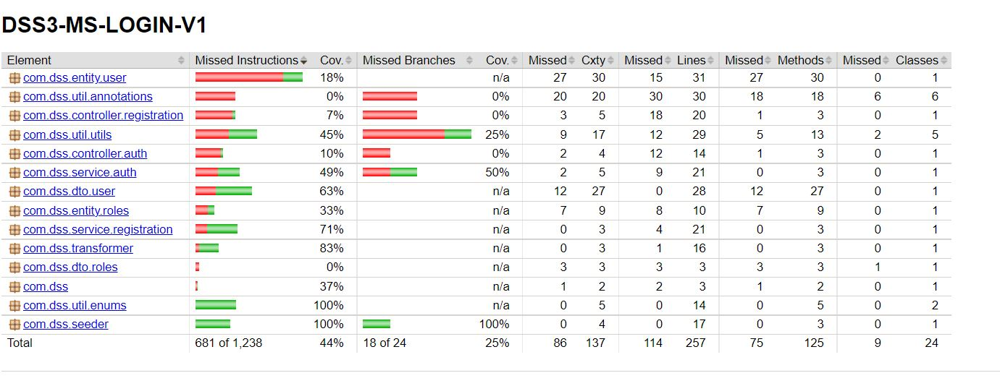 DSS3-MS-LOGIN-V1
Element Missed Instructions Cov. Missed Branches Cov. Missed Cxty Missed Lines Missed Methods Missed Classes
com.dss.entity.user 18% n/a 27 30 15 31 27 30 0 1
com.dss.util.annotations 0% 0% 20 20 30 30 18 18 6 6
com.dss.controller.registration 7% 0% 3 5 18 20 1 3 0 1
com.dss.util.utils 45% 25% 9 17 12 29 5 13 2 5
com.dss.controller.auth 10% 0% 2 4 12 14 1 3 0 1
com.dss.service.auth 49% 50% 2 5 9 21 0 3 0 1
com.dss.dto.user 63% n/a 12 27 0 28 12 27 0 1
com.dss.entity.roles 33% n/a 7 9 8 10 7 9 0 1
com.dss.service.registration 71% n/a 0 3 4 21 0 3 0 1
com.dss.transformer 83% n/a 0 3 1 16 0 3 0 1
com.dss.dto.roles 0% n/a 3 3 3 3 3 3 1 1
com.dss 37% n/a 1 2 2 3 1 2 0 1
com.dss.util.enums 100% n/a 0 5 0 14 0 5 0 2
com.dss.seeder 100% 100% 0 4 0 17 0 3 0 1
Total 681 of 1,238 44% 18 of 24 25% 86 137 114 257 75 125 9 24